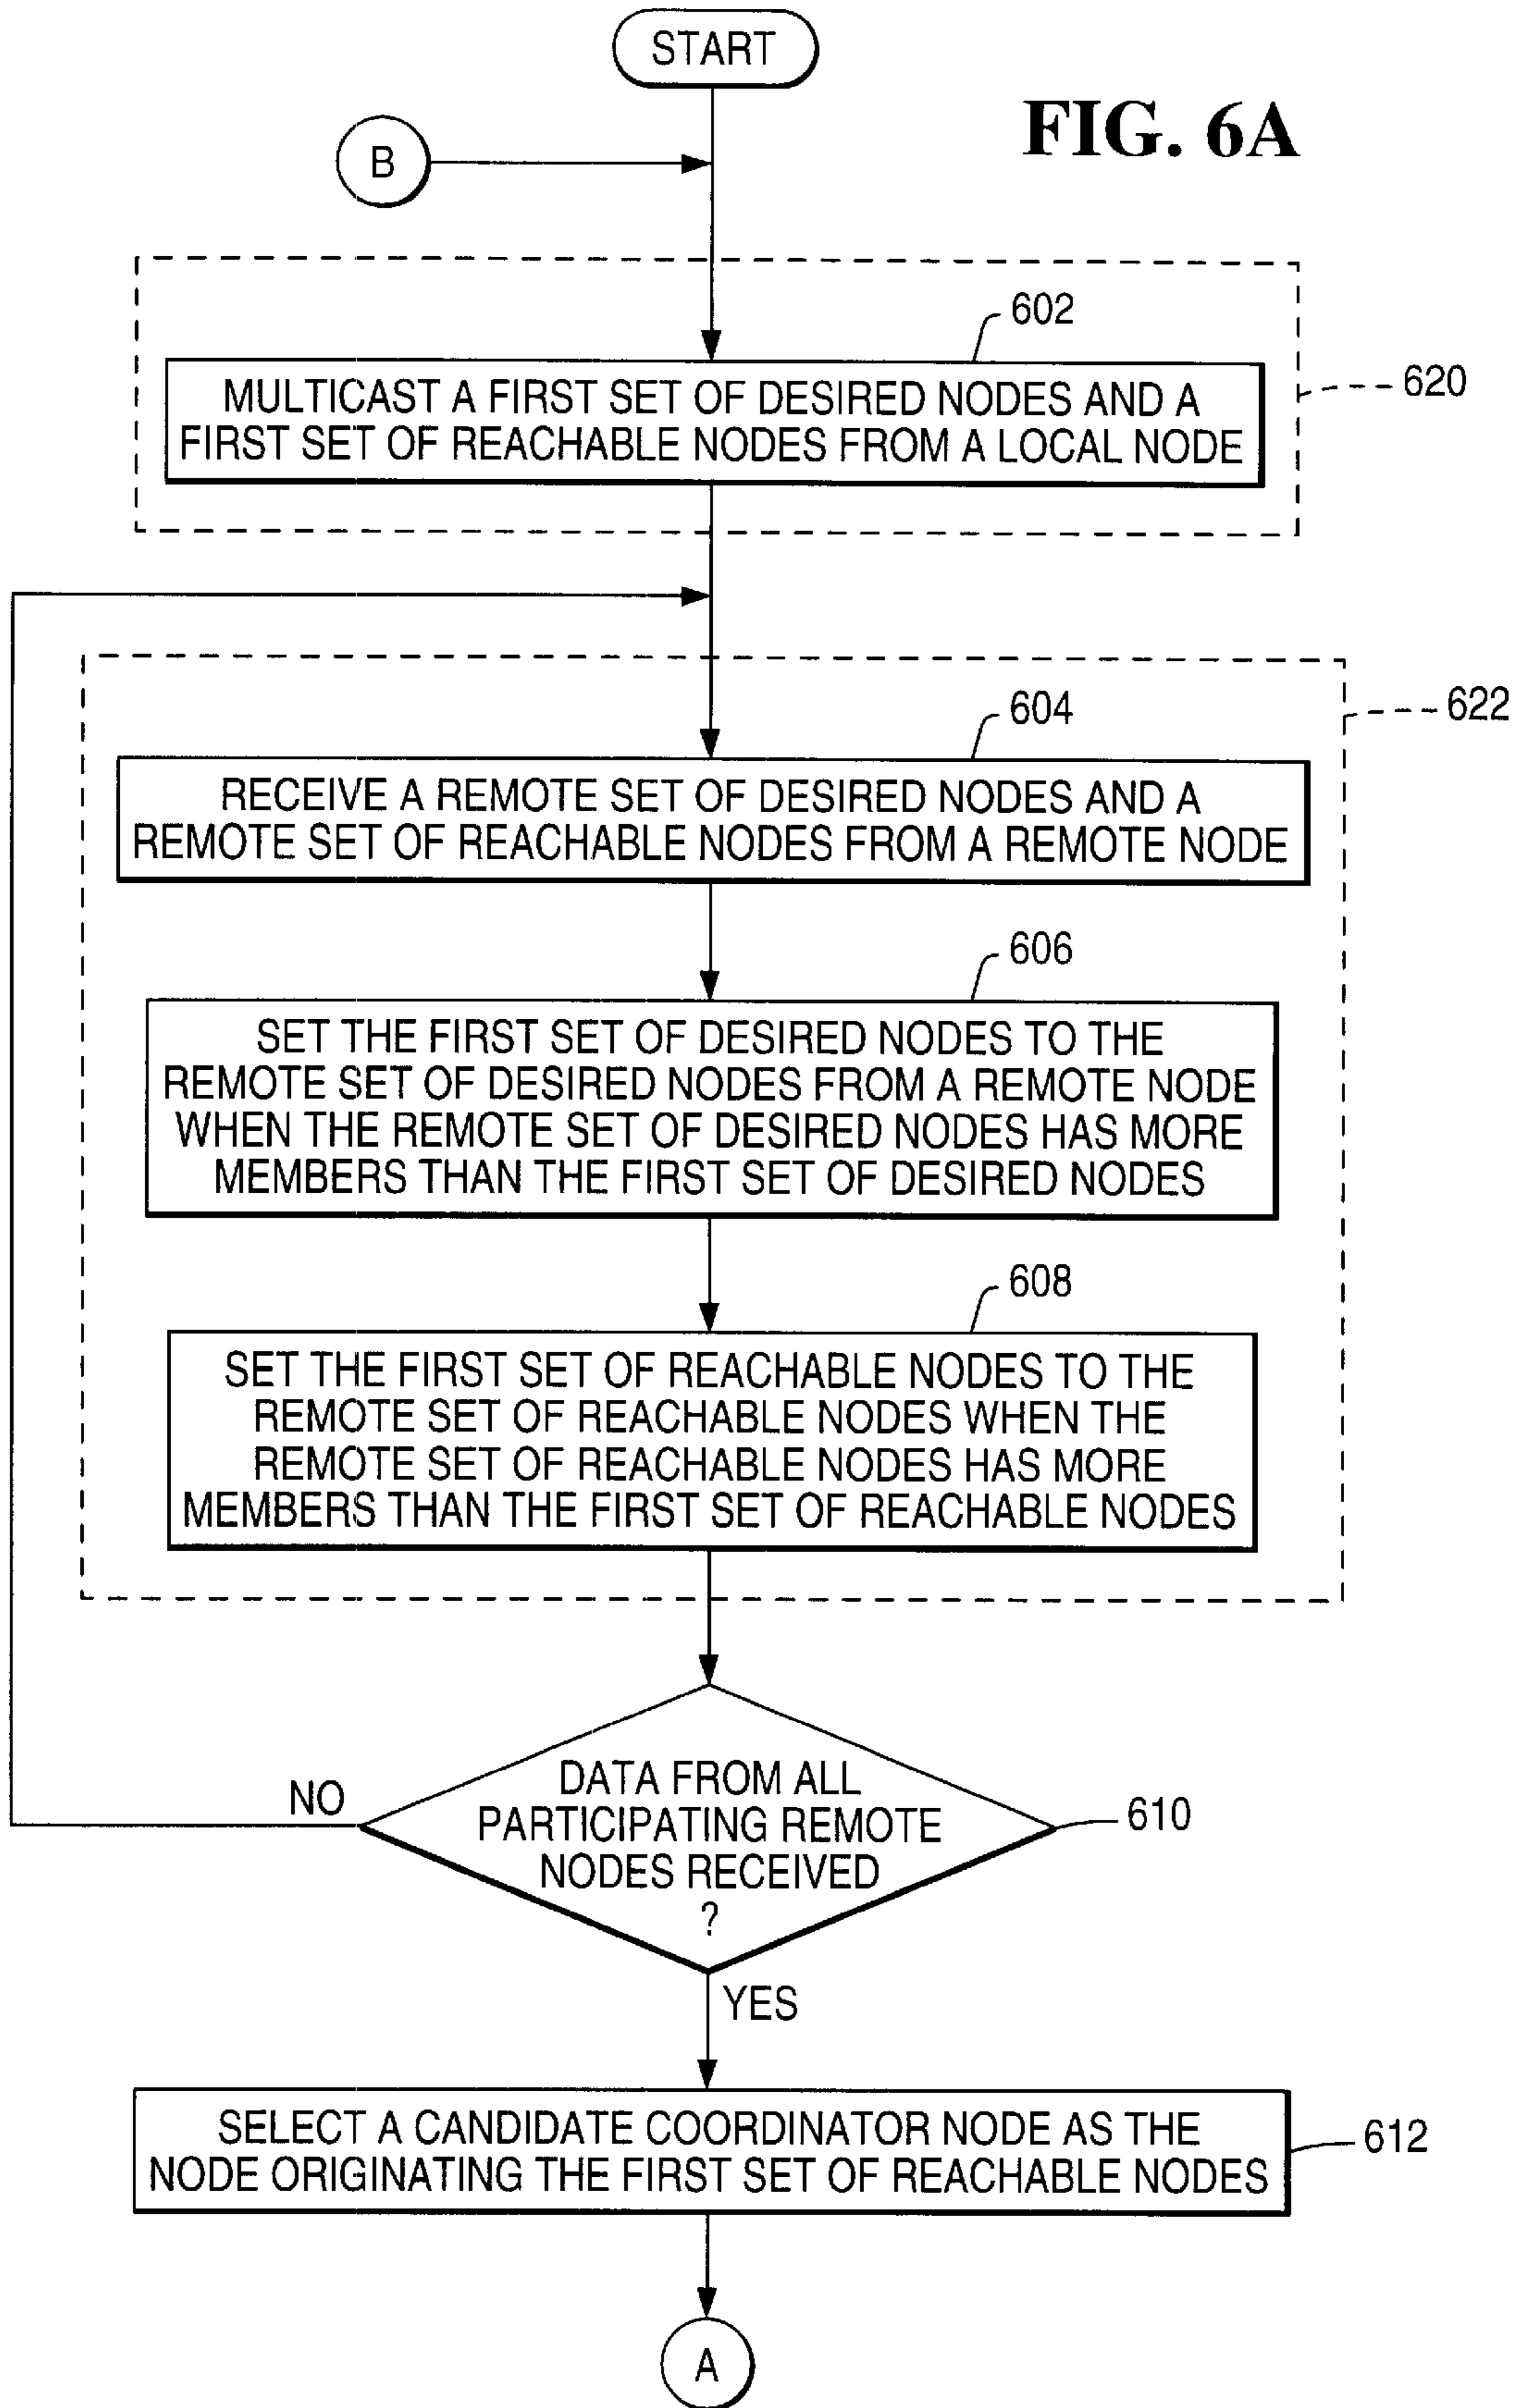 START
FIG. 6A
B
602
MULTICAST A FIRST SET OF DESIRED NODES AND A
FIRST SET OF REACHABLE NODES FROM A LOCAL NODE
620
604
622
RECEIVE A REMOTE SET OF DESIRED NODES AND A
REMOTE SET OF REACHABLE NODES FROM A REMOTE NODE
606
SET THE FIRST SET OF DESIRED NODES TO THE
REMOTE SET OF DESIRED NODES FROM A REMOTE NODE
WHEN THE REMOTE SET OF DESIRED NODES HAS MORE
MEMBERS THAN THE FIRST SET OF DESIRED NODES
608
SET THE FIRST SET OF REACHABLE NODES TO THE
REMOTE SET OF REACHABLE NODES WHEN THE
REMOTE SET OF REACHABLE NODES HAS MORE
MEMBERS THAN THE FIRST SET OF REACHABLE NODES
NO
DATA FROM ALL
PARTICIPATING REMOTE
NODES RECEIVED
?
610
YES
SELECT A CANDIDATE COORDINATOR NODE AS THE
NODE ORIGINATING THE FIRST SET OF REACHABLE NODES
612
A